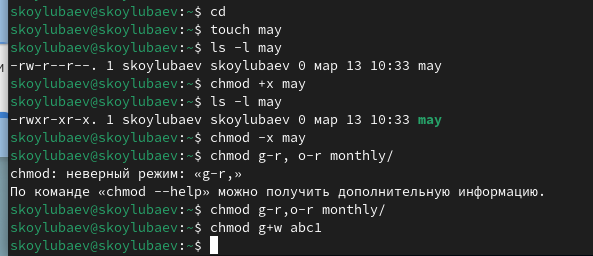 skoylubaev@skoylubaev:~$ cd
skoylubaev@skoylubaev:~$ touch may
skoylubaev@skoylubaev:~$ ls -l may
-rw-r--r--. 1 skoylubaev skoylubaev 0 мар 13 10:33 may
skoylubaev@skoylubaev:~$ chmod +x may
skoylubaev@skoylubaev:~$ ls -l may
-rwxr-xr-x. 1 skoylubaev skoylubaev 0 мар 13 10:33 may
skoylubaev@skoylubaev:~$ chmod -x may
skoylubaev@skoylubaev:~$ chmod g-r, o-r monthly/
chmod: неверный режим: «g-r,»
По команде «chmod --help» можно получить дополнительную информацию.
skoylubaev@skoylubaev:~$ chmod g-r,o-r monthly/
skoylubaev@skoylubaev:~$ chmod g+w abc1
skoylubaev@skoylubaev:~$